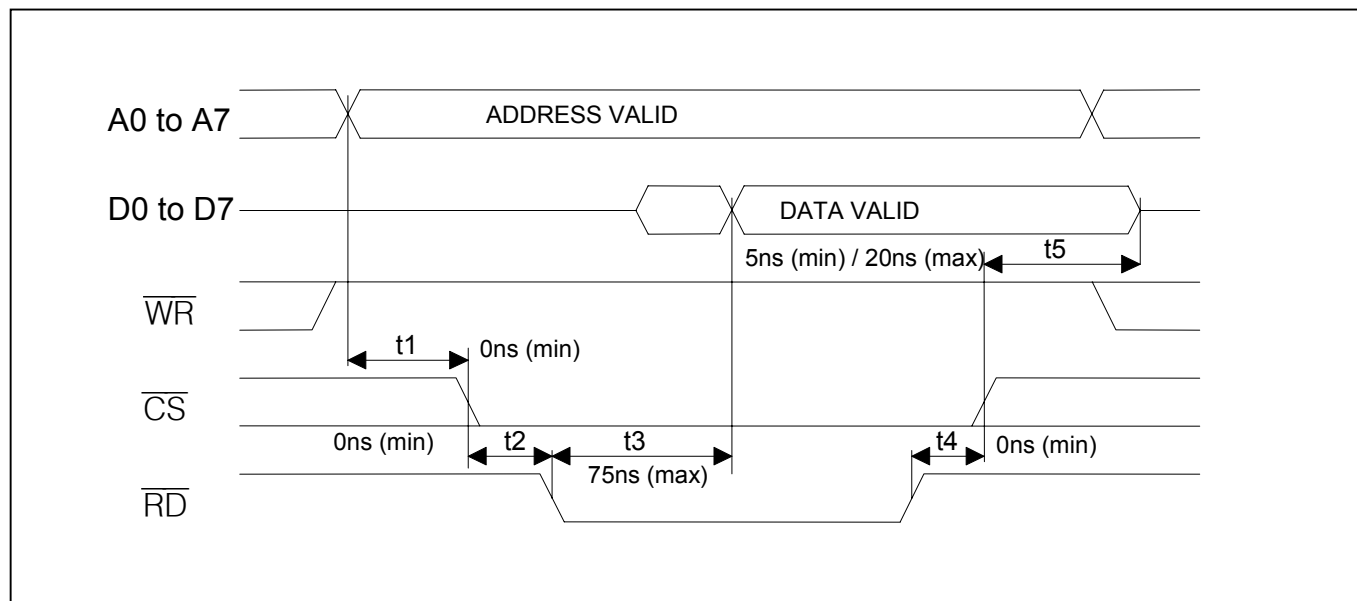 A0 to A7
ADDRESS VALID
D0 to D7
DATA VALID
5ns (min) / 20ns (max)
t5
WR
t1
0ns (min)
CS
0ns (min)
t2
t3
t4
0ns (min)
75ns (max)
RD